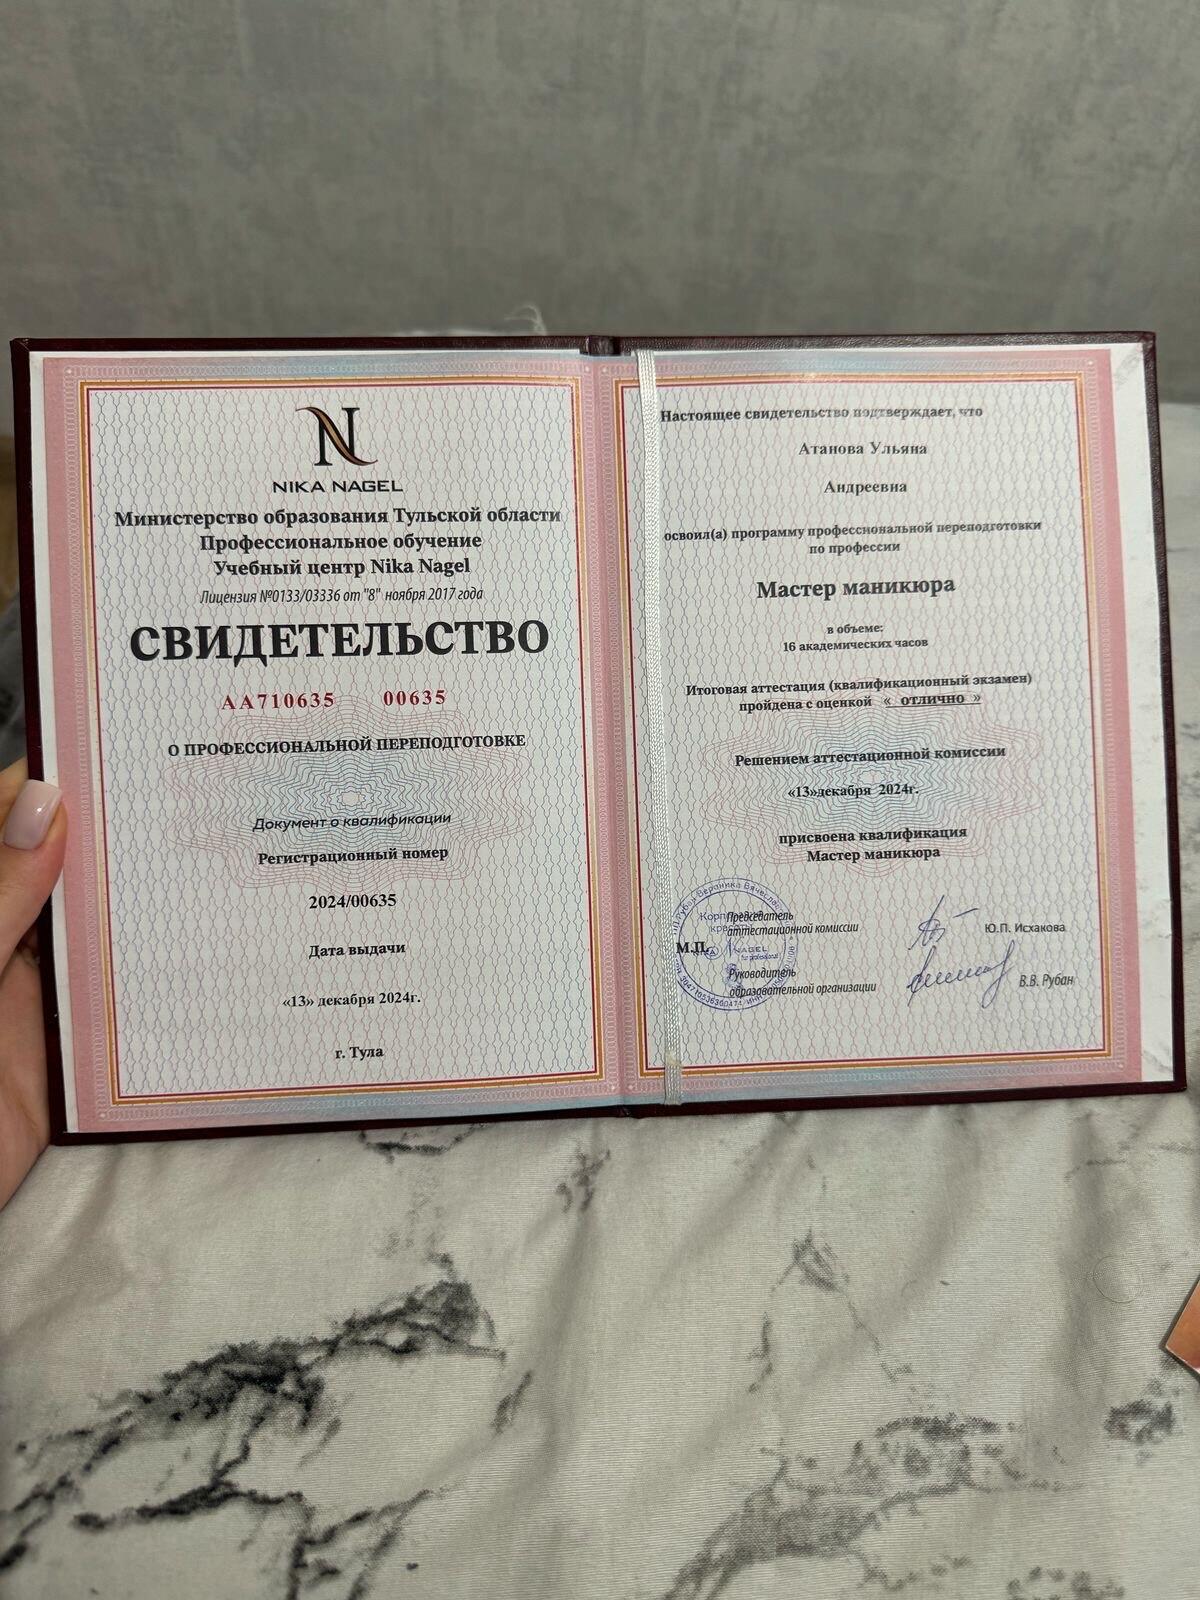 NIKA NAGEL
Министерство образования Тульской области
Профессиональное обучение
Учебный центр Nika Nagel
Лицензия №0133/03336 от "8" ноября 2017 года
СВИДЕТЕЛЬСТВО
АА710635 00635
О ПРОФЕССИОНАЛЬНОЙ ПЕРЕПОДГОТОВКЕ
Документ о квалификации
Регистрационный номер
2024/00635
Дата выдачи
«13» декабря 2024г.
г. Тула
Настоящее свидетельство подтверждает, что
Атанова Ульяна
Андреевна
освоил(а) программу профессиональной переподготовки
по профессии
Мастер маникюра
в объеме:
16 академических часов
Итоговая аттестация (квалификационный экзамен)
пройдена с оценкой « отлично »
Решением аттестационной комиссии
«13»декабря 2024г.
присвоена квалификация
Мастер маникюра
Председатель
аттестационной комиссии
Ю.П. Исхакова
М.П.
Руководитель
образовательной организации
В.В. Рубан